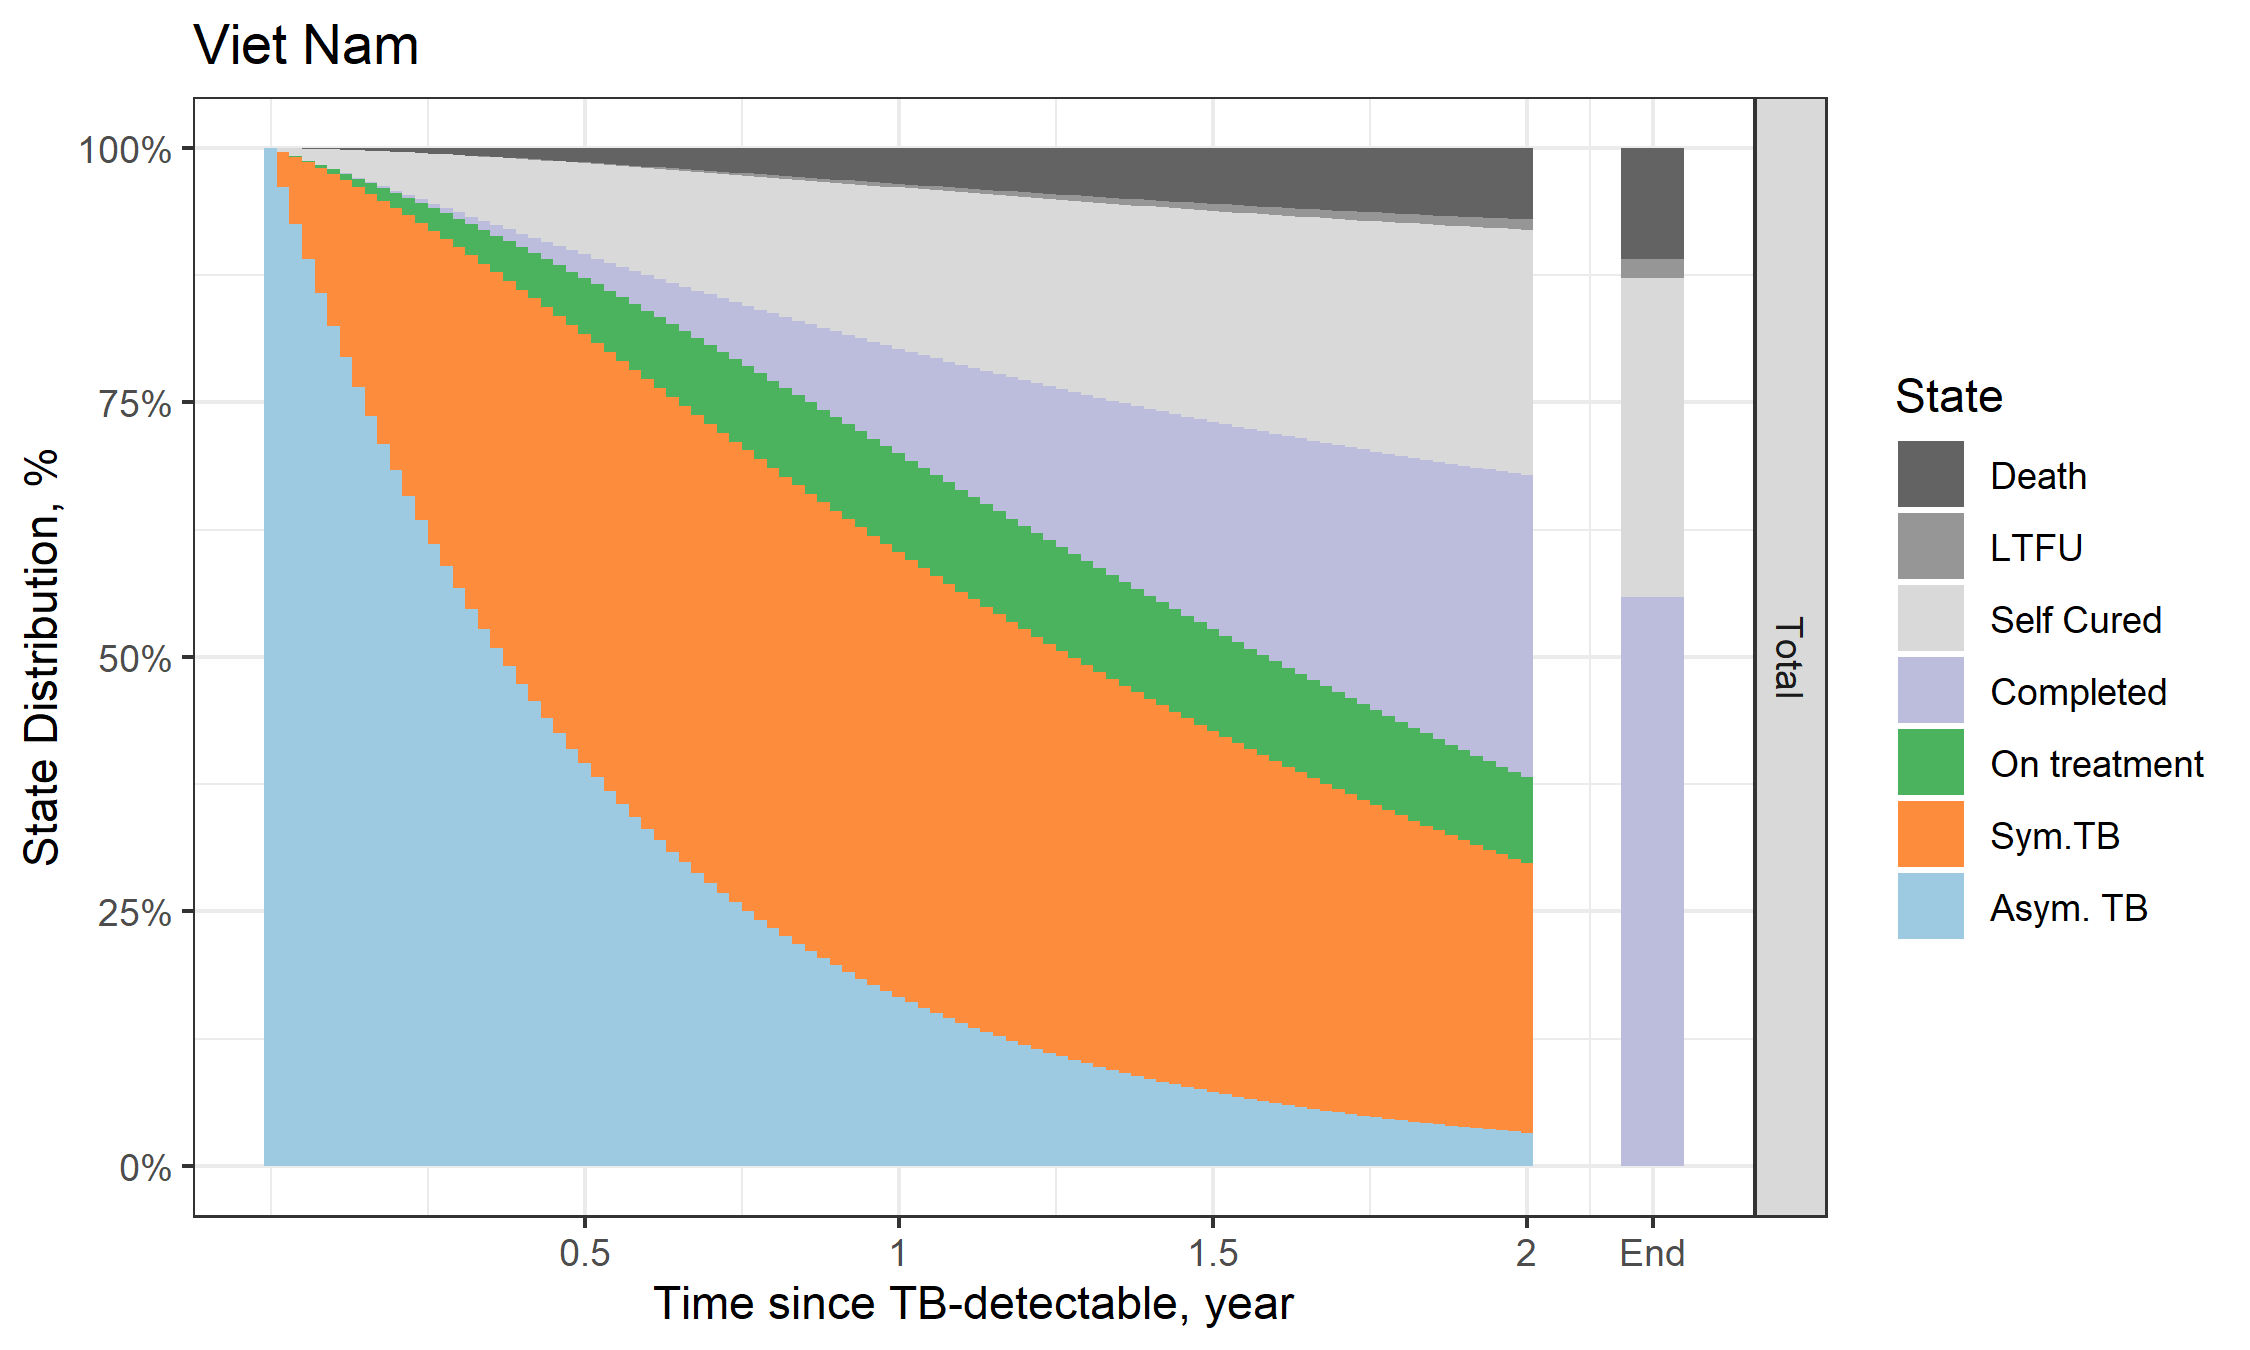 Viet Nam
State Distribution, %
100%
75%
50%
25%
0%
0.5
1
1.5
2
End
Time since TB-detectable, year
Total
State
Death
LTFU
Self Cured
Completed
On treatment
Sym.TB
Asym. TB